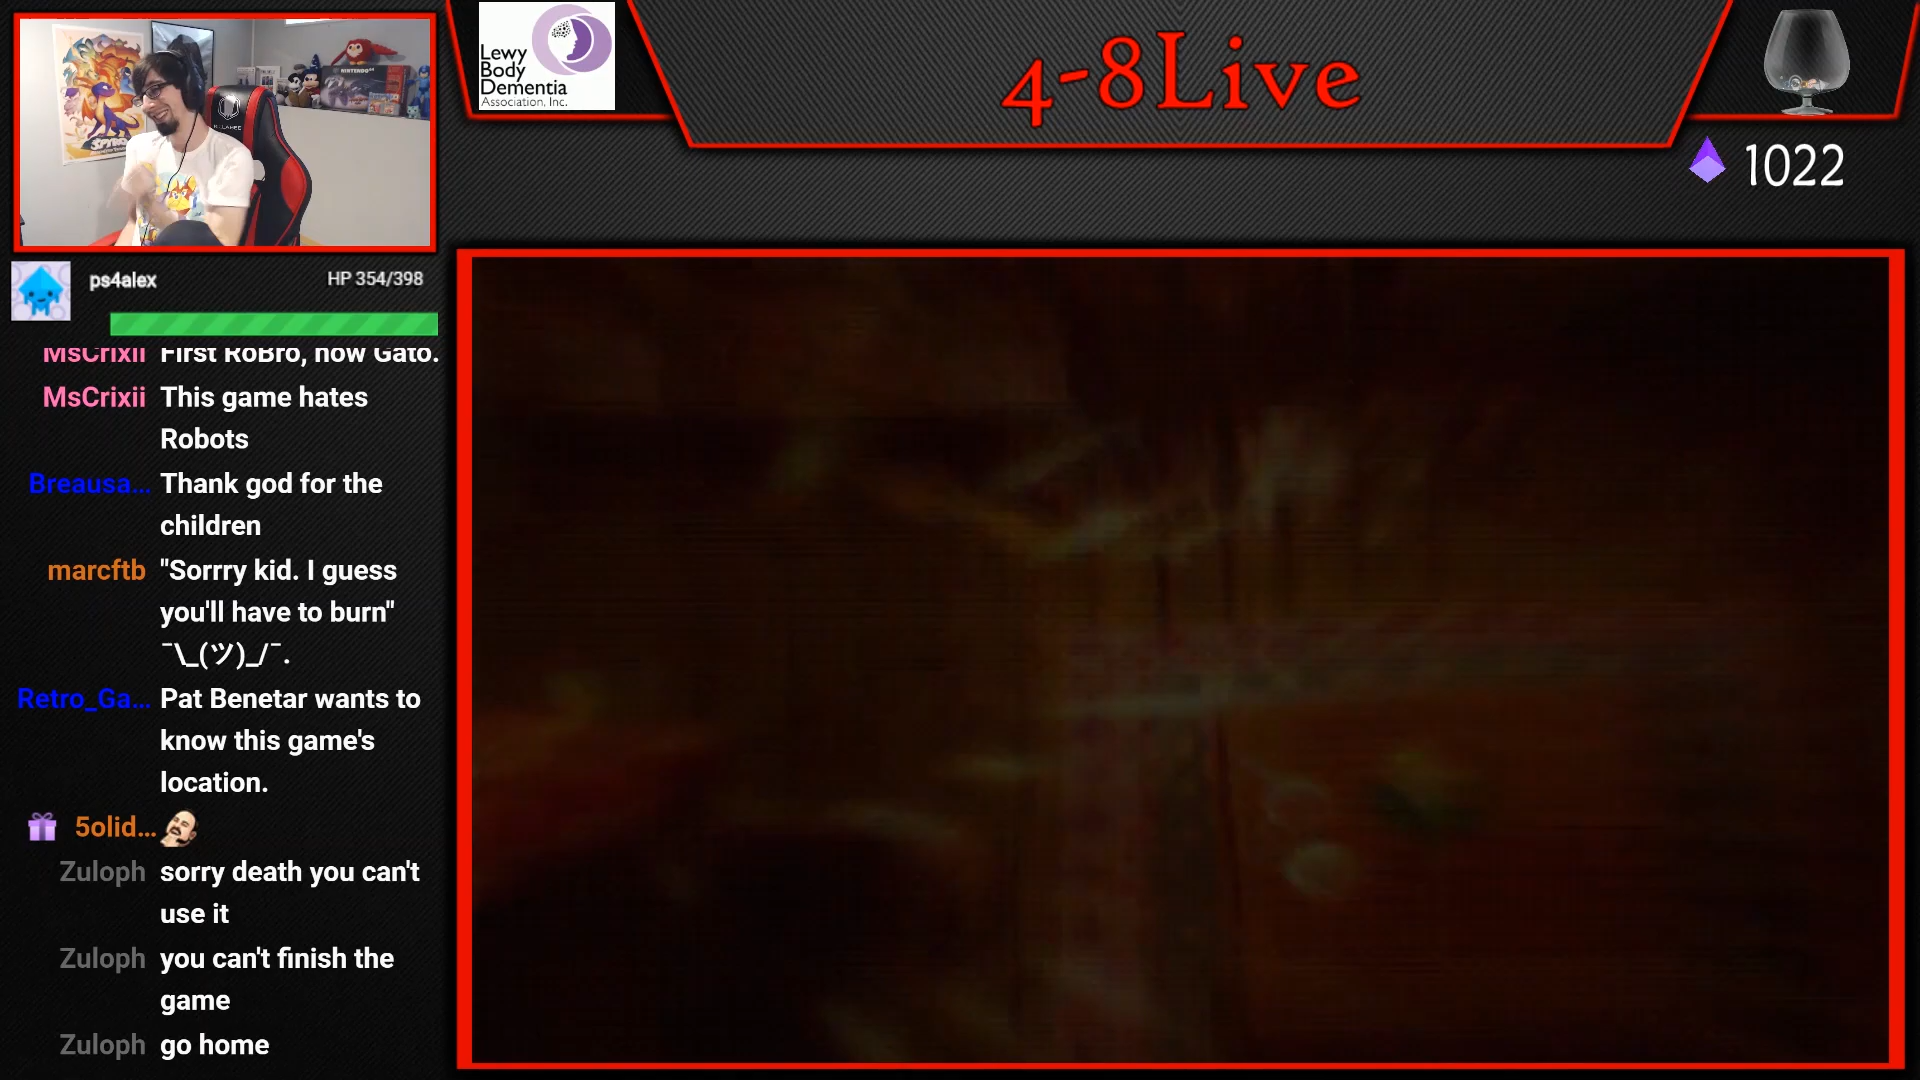 SPYRO
NINTENDO
Lewy
Body
Dementia
Association, Inc.
4-8Live
1022
ps4alex
HP 354/398
MsCrixii First RoBro, now Gato.
MsCrixii This game hates
Robots
Breausa... Thank god for the
children
marcftb "Sorrry kid. I guess
you'll have to burn"
¯\_(ツ)_/¯.
Retro_Ga... Pat Benetar wants to
know this game's
location.
5olid...
Zuloph sorry death you can't
use it
Zuloph you can't finish the
game
Zuloph go home